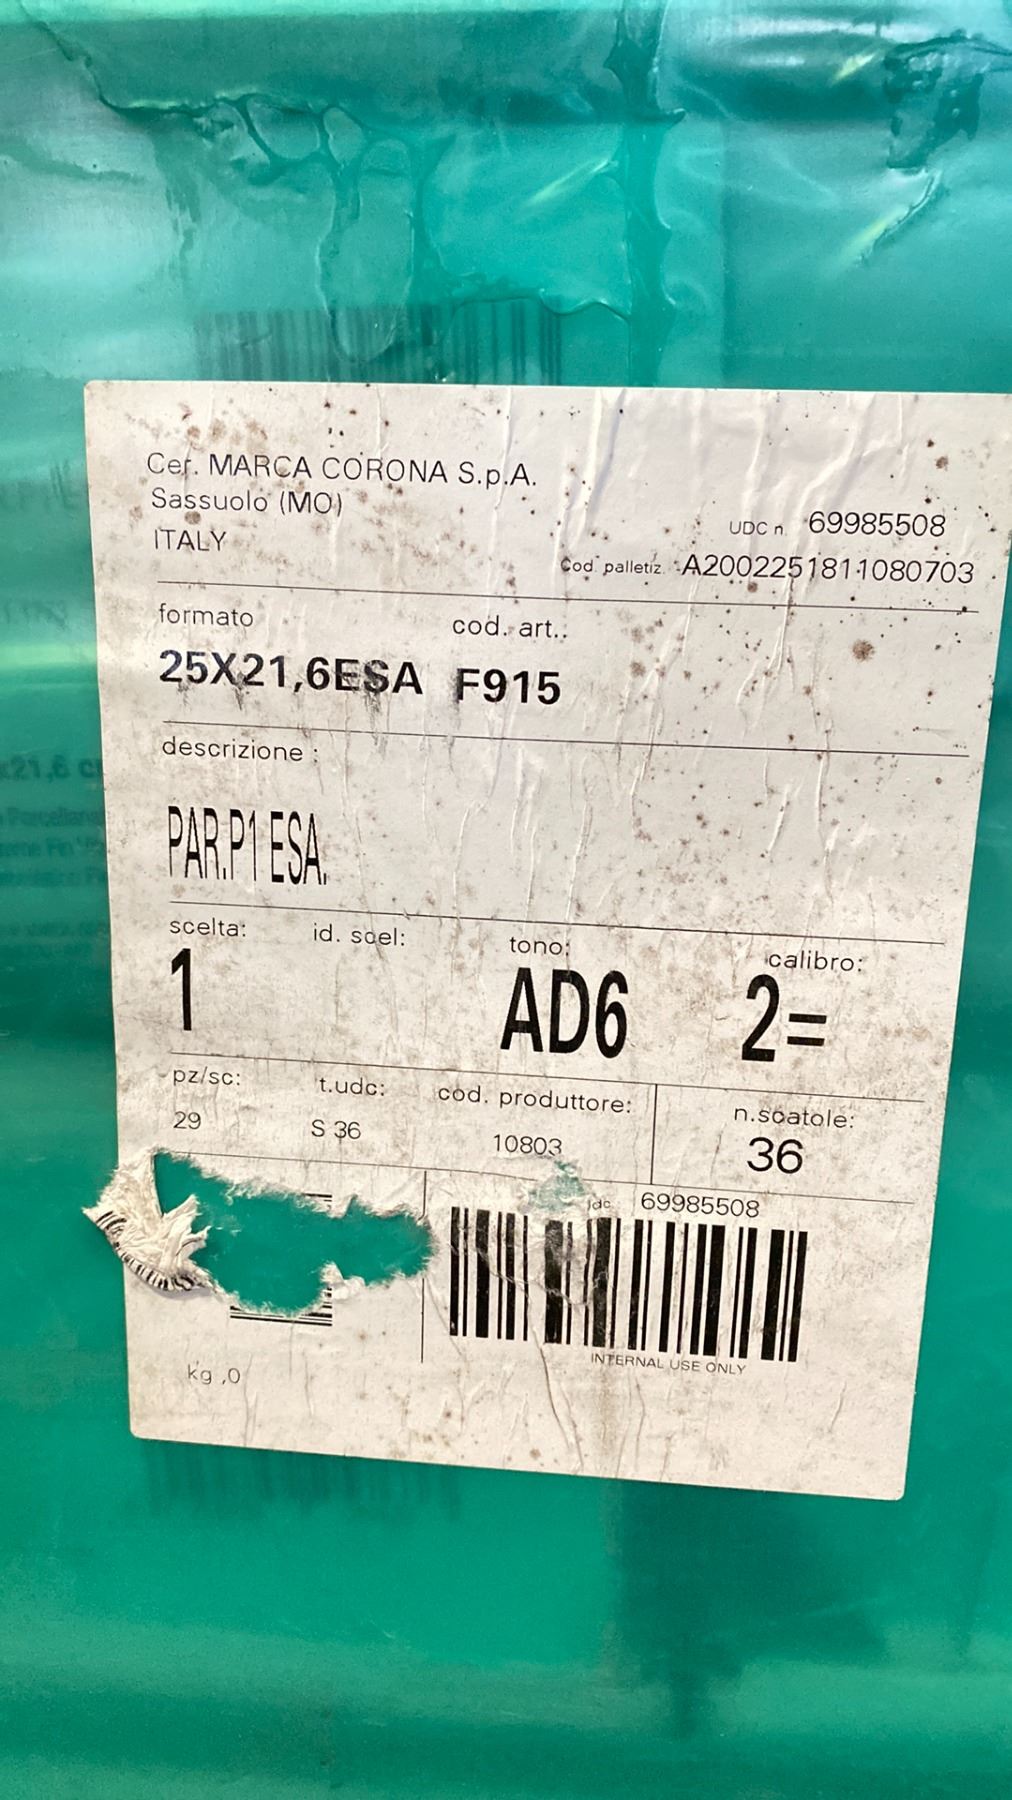 Cer. MARCA CORONA S.p.A.
Sassuolo (MO)
ITALY
UDC n. 69985508
Cod. palletiz. A2002251811080703
formato cod. art.:
25X21,6ESA F915
descrizione :
PAR.P1 ESA.
scelta: id. scel: tono: calibro:
1 AD6 2=
pz/sc: t.udc: cod. produttore: n.scatole:
29 S 36 10803 36
69985508
INTERNAL USE ONLY
kg ,0
x21,6